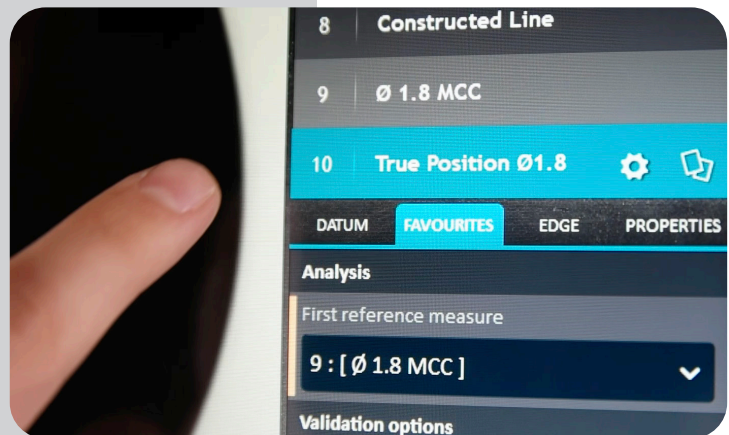 8 Constructed Line
9 Ø 1.8 MCC
10 True Position Ø1.8
DATUM FAVOURITES EDGE PROPERTIES
Analysis
First reference measure
9 : [ Ø 1.8 MCC ]
Validation options